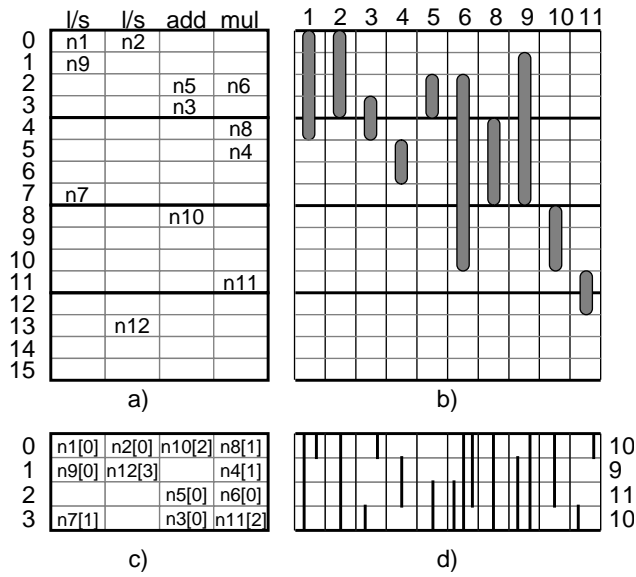 l/s l/s add mul
1 2 3 4 5 6 8 9 10 11
0 n1 n2
1 n9
2 n5 n6
3 n3
4 n8
5 n4
6
7 n7
8 n10
9
10
11 n11
12
13 n12
14
15
a) b)
0 n1[0] n2[0] n10[2] n8[1] 10
1 n9[0] n12[3] n4[1] 9
2 n5[0] n6[0] 11
3 n7[1] n3[0] n11[2] 10
c) d)